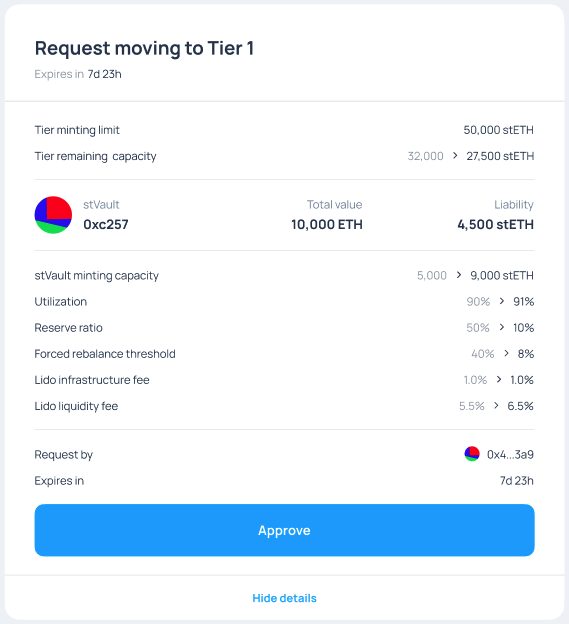 Request moving to Tier 1
Expires in 7d 23h
Tier minting limit 50,000 stETH
Tier remaining capacity 32,000 > 27,500 stETH
stVault Total value Liability
0xc257 10,000 ETH 4,500 stETH
stVault minting capacity 5,000 > 9,000 stETH
Utilization 90% > 91%
Reserve ratio 50% > 10%
Forced rebalance threshold 40% > 8%
Lido infrastructure fee 1.0% > 1.0%
Lido liquidity fee 5.5% > 6.5%
Request by 0x4...3a9
Expires in 7d 23h
Approve
Hide details